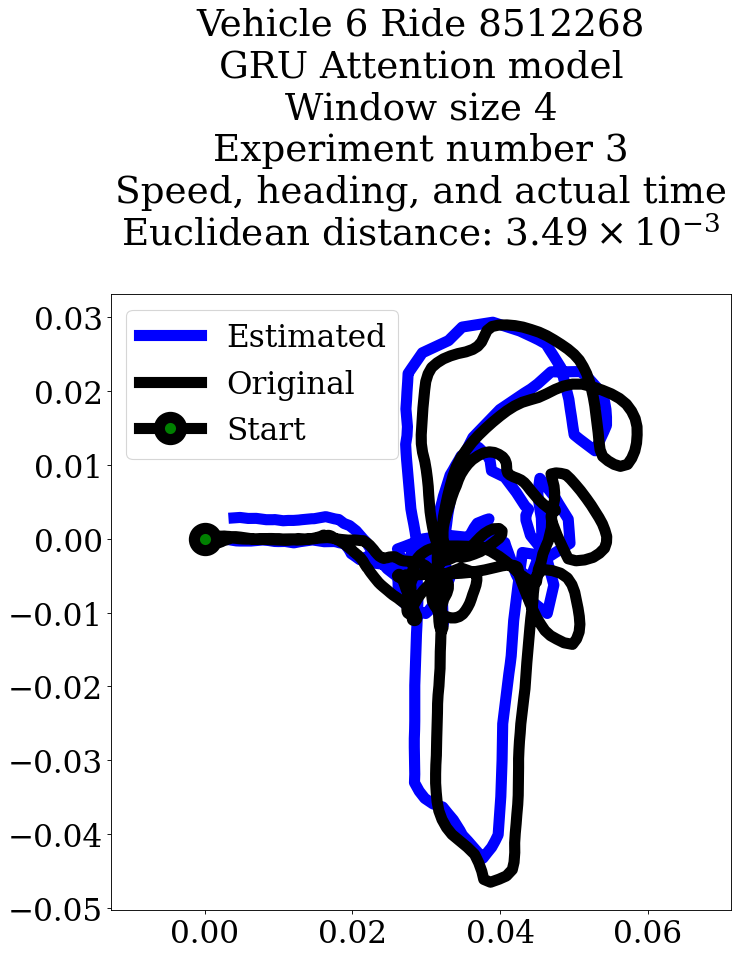 Vehicle 6 Ride 8512268
GRU Attention model
Window size 4
Experiment number 3
Speed, heading, and actual time
Euclidean distance: 3.49 × 10⁻³
Estimated
Original
Start
0.03
0.02
0.01
0.00
−0.01
−0.02
−0.03
−0.04
−0.05
0.00 0.02 0.04 0.06